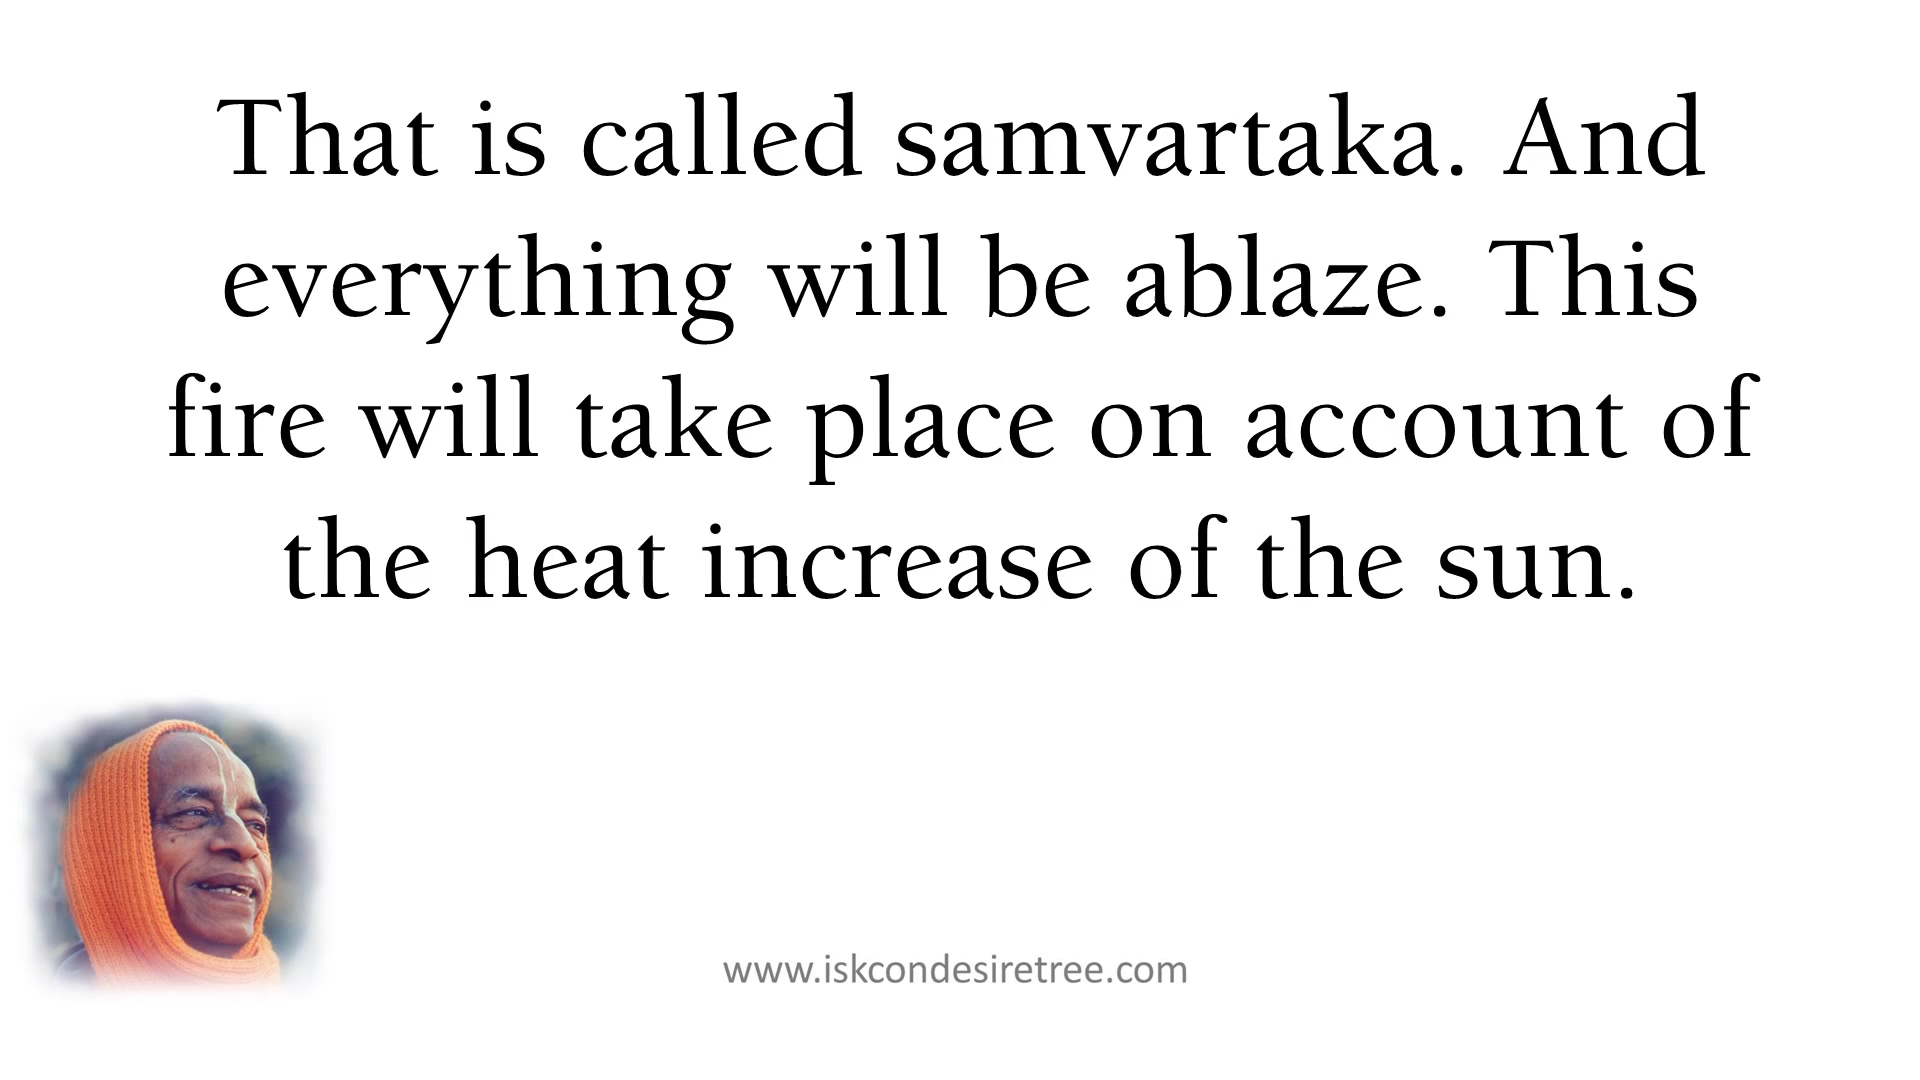 That is called samvartaka. And
everything will be ablaze. This
fire will take place on account of
the heat increase of the sun.
www.iskcondesiretree.com